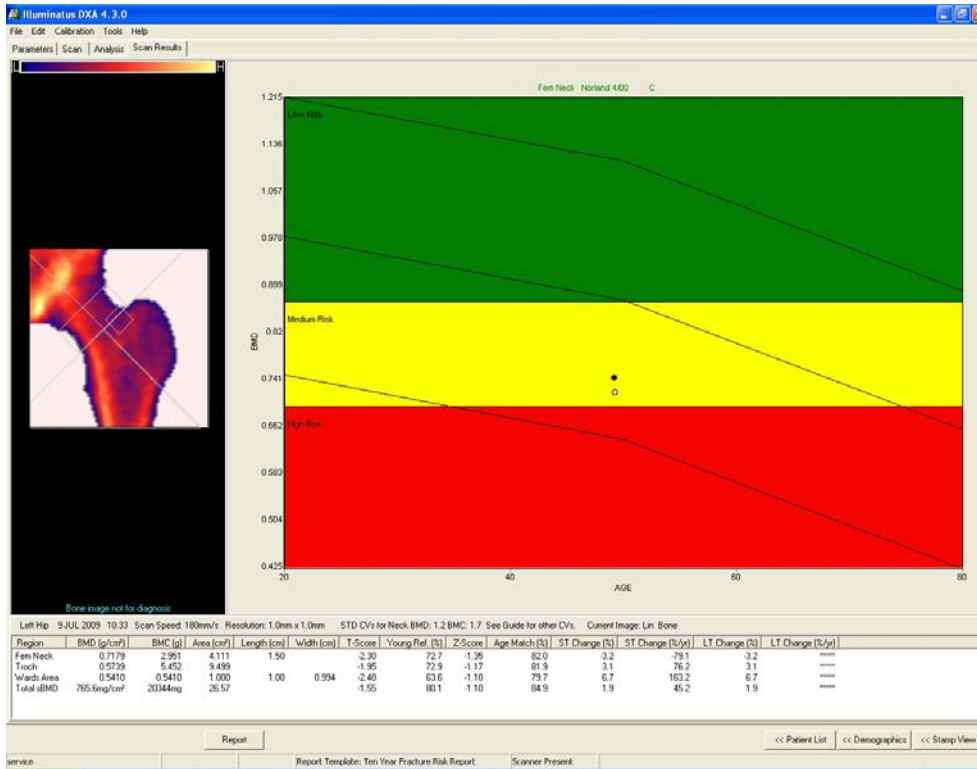 Illuminatus DXA 4.3.0
File Edit Calibration Tools Help
Parameters Scan Analysis Scan Results
L H
Fem Neck Norland 4/00 C
1.215
Low Risk
1.136
1.057
0.978
0.899
Medium Risk
0.82
BMD
0.741
0.662
High Risk
0.583
0.504
0.425
20 40 60 80
AGE
Bone image not for diagnosis
Left Hip 9 JUL 2009 10:33 Scan Speed: 180mm/s Resolution: 1.0mm x 1.0mm STD CVs for Neck BMD: 1.2 BMC: 1.7 See Guide for other CVs. Current Image: Lin Bone
Region BMD (g/cm²) BMC (g) Area (cm²) Length (cm) Width (cm) T-Score Young Ref. (%) Z-Score Age Match (%) ST Change (%) ST Change (%/yr) LT Change (%) LT Change (%/yr)
Fem Neck 0.7179 2.951 4.111 1.50 -2.30 72.7 -1.35 82.0 -3.2 -79.1 -3.2 *****
Troch 0.5739 5.452 9.499 -1.95 72.9 -1.17 81.9 3.1 76.2 3.1 *****
Wards Area 0.5410 0.5410 1.000 1.00 0.994 -2.48 63.6 -1.10 79.7 6.7 163.2 6.7 *****
Total sBMD 765.6mg/cm² 20344mg 26.57 -1.55 80.1 -1.10 84.9 1.9 45.2 1.9 *****
Report << Patient List << Demographics << Stamp View
service Report Template: Ten Year Fracture Risk Report Scanner Present